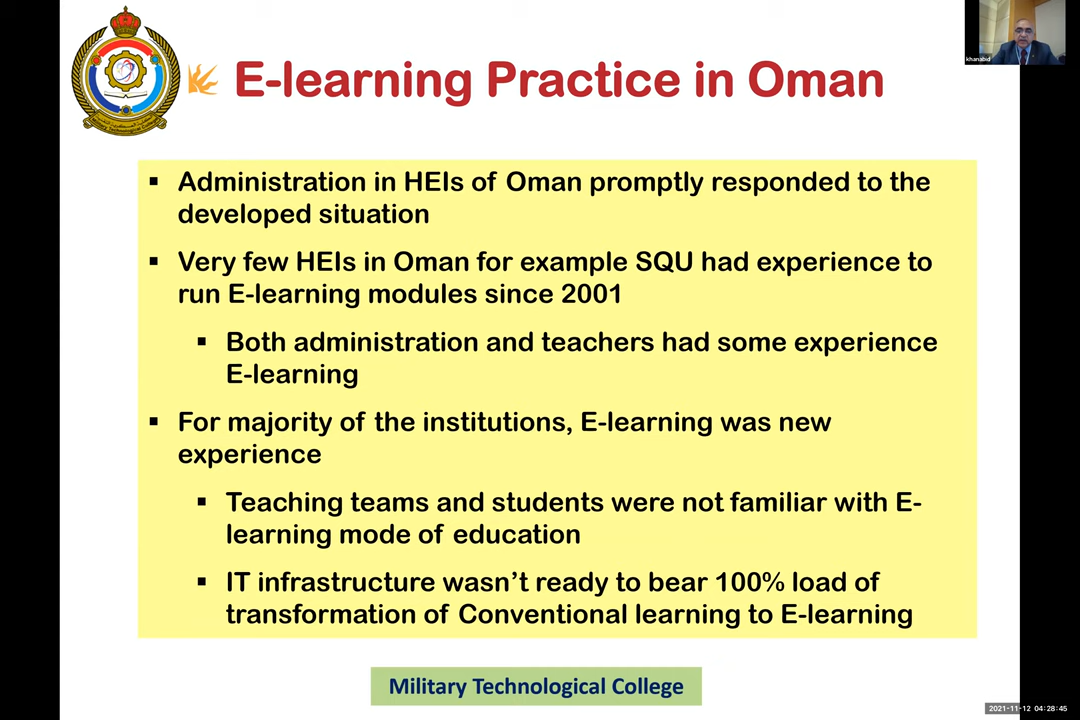 khanabid
E-learning Practice in Oman
▪ Administration in HEIs of Oman promptly responded to the
developed situation
▪ Very few HEIs in Oman for example SQU had experience to
run E-learning modules since 2001
▪ Both administration and teachers had some experience
E-learning
▪ For majority of the institutions, E-learning was new
experience
▪ Teaching teams and students were not familiar with E-
learning mode of education
▪ IT infrastructure wasn’t ready to bear 100% load of
transformation of Conventional learning to E-learning
Military Technological College
Military Technological College
2021-11-12 04:28:45